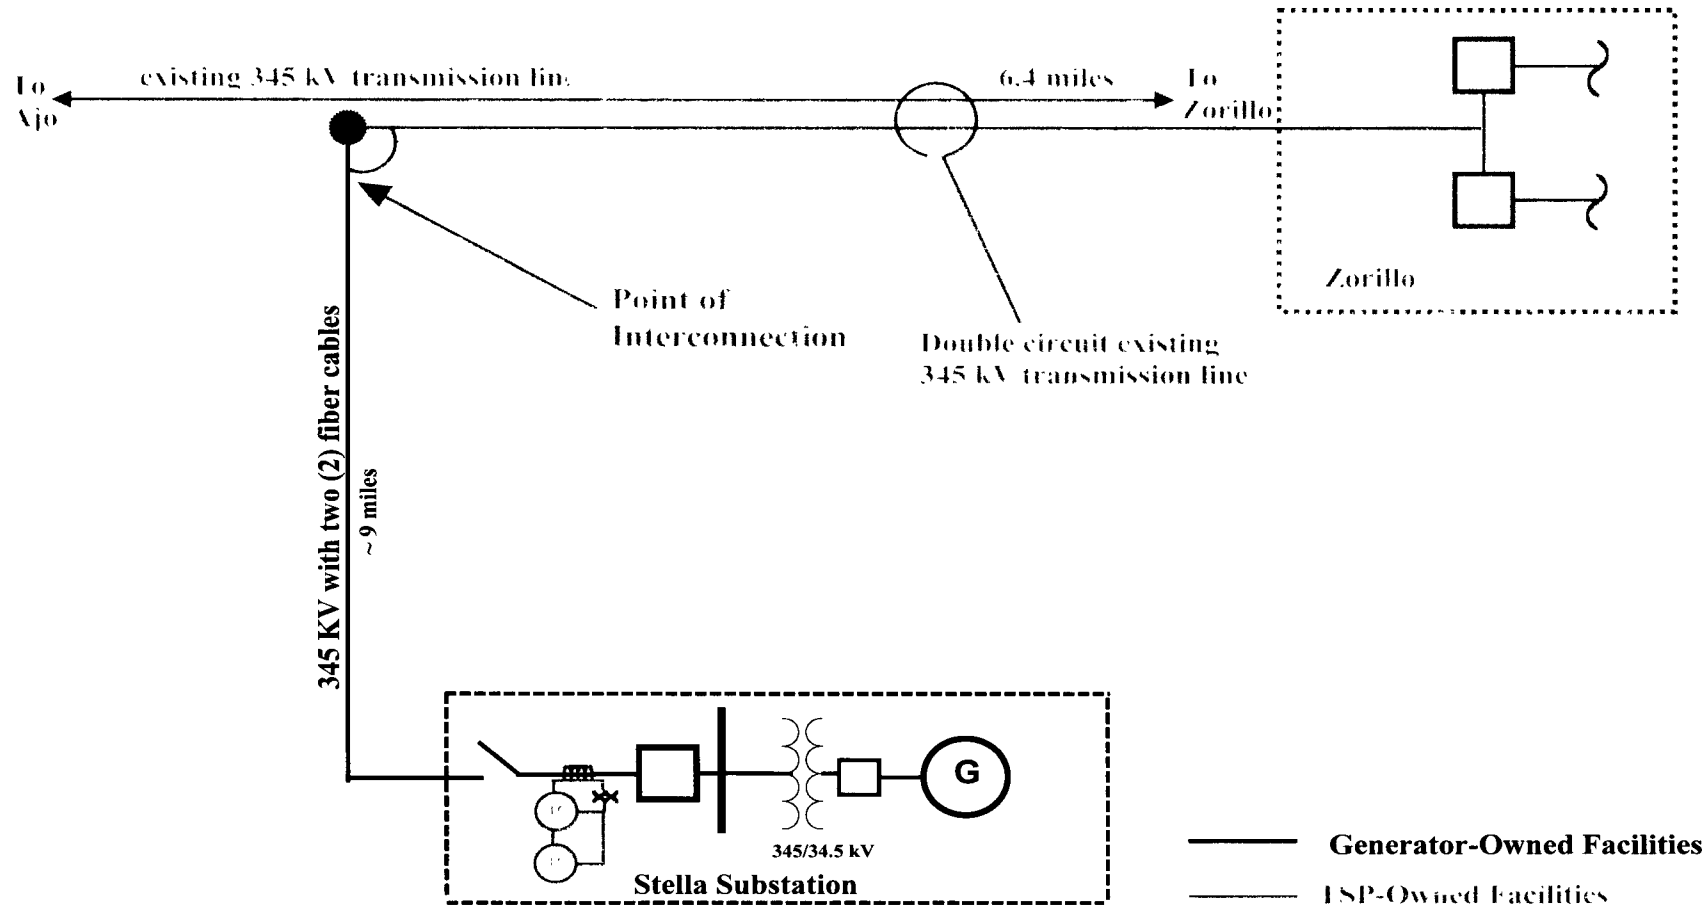 existing 345 kV transmission line
6.4 miles
To
Ajo
To
Zorillo
Zorillo
Point of
Interconnection
Double circuit existing
345 kV transmission line
345 KV with two (2) fiber cables
~ 9 miles
G
345/34.5 kV
Stella Substation
Generator-Owned Facilities
TSP-Owned Facilities